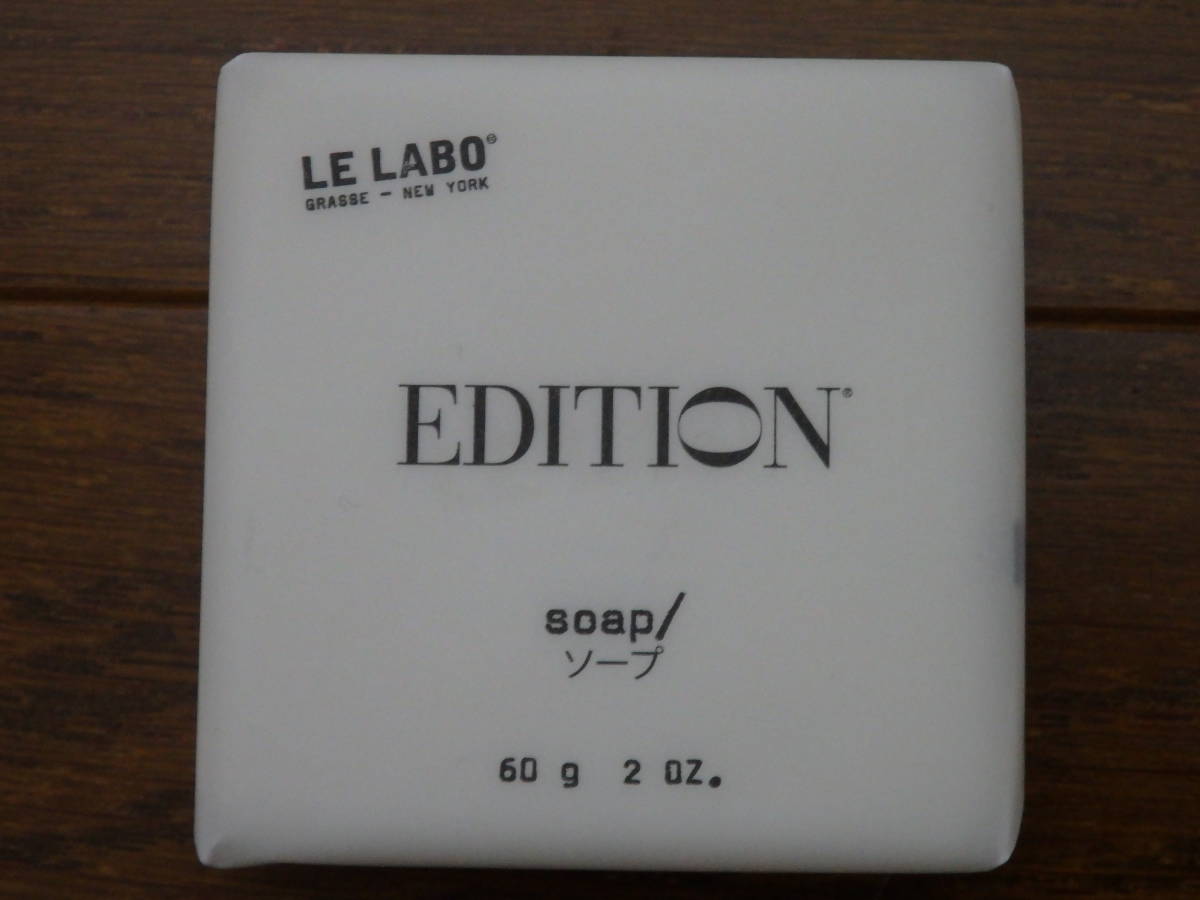 LE LABO®
GRASSE — NEW YORK
EDITION®
soap/
ソープ
60 g 2 OZ.